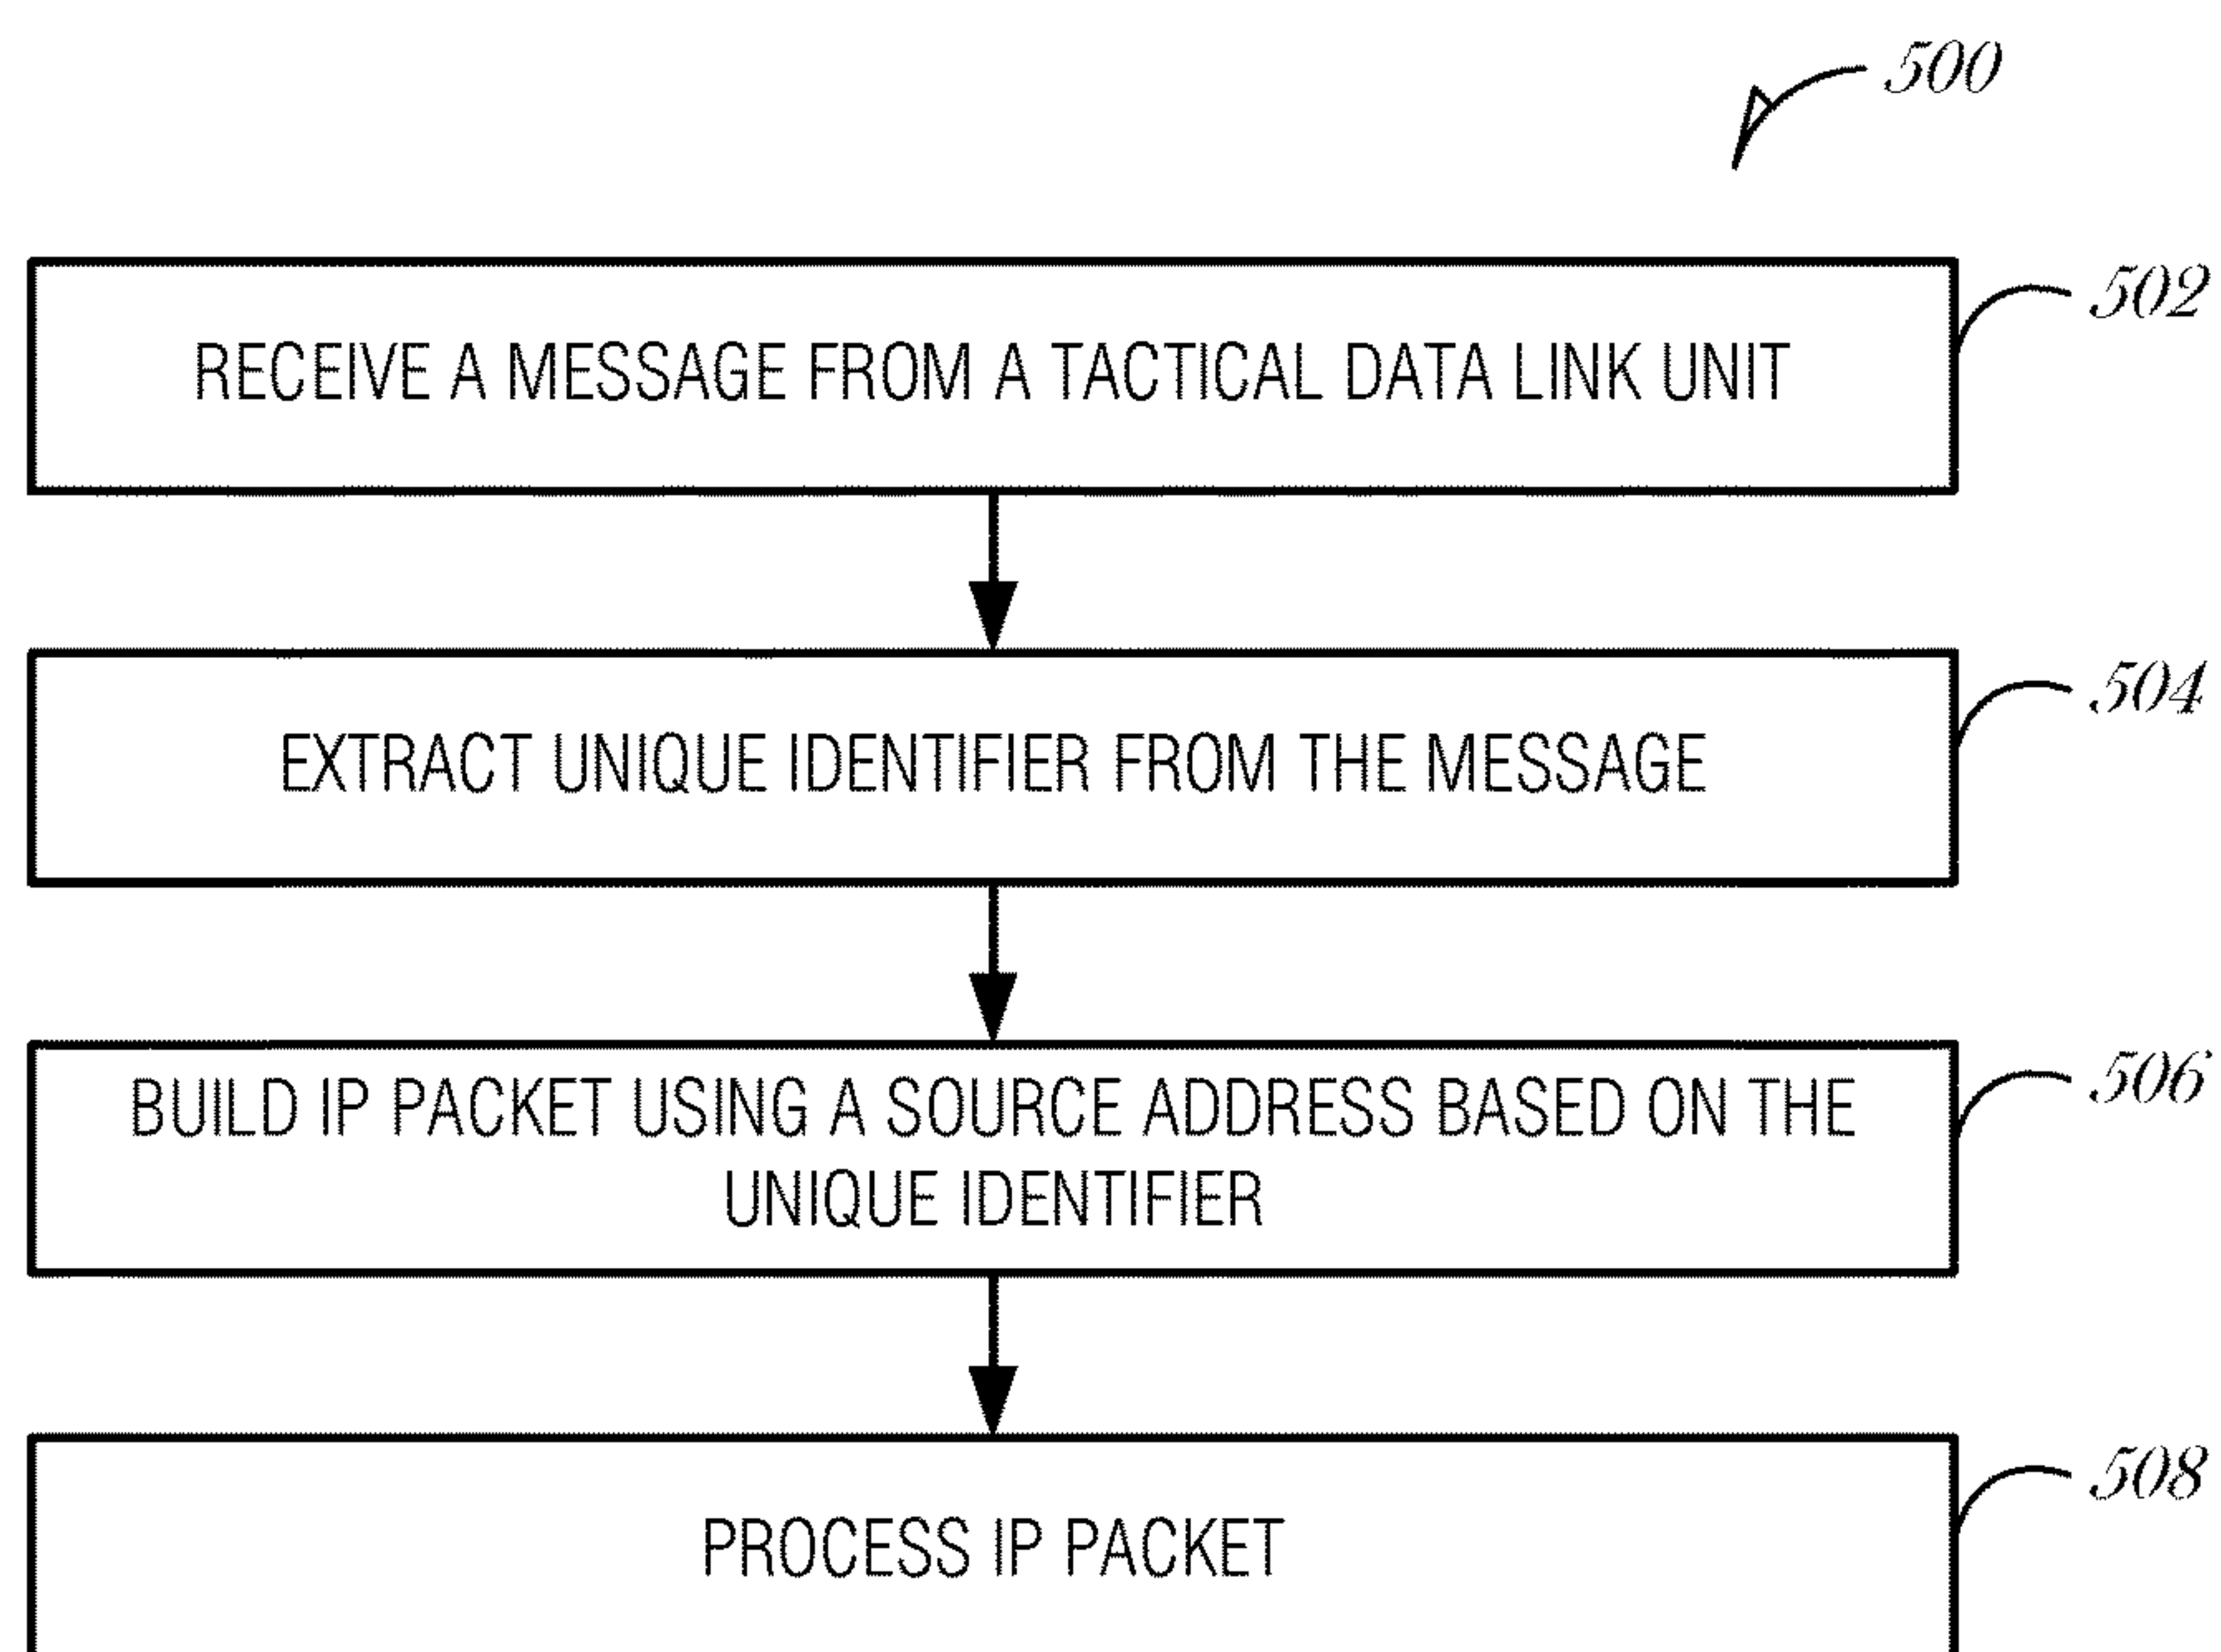 500
502
RECEIVE A MESSAGE FROM A TACTICAL DATA LINK UNIT
504
EXTRACT UNIQUE IDENTIFIER FROM THE MESSAGE
506
BUILD IP PACKET USING A SOURCE ADDRESS BASED ON THE
UNIQUE IDENTIFIER
508
PROCESS IP PACKET